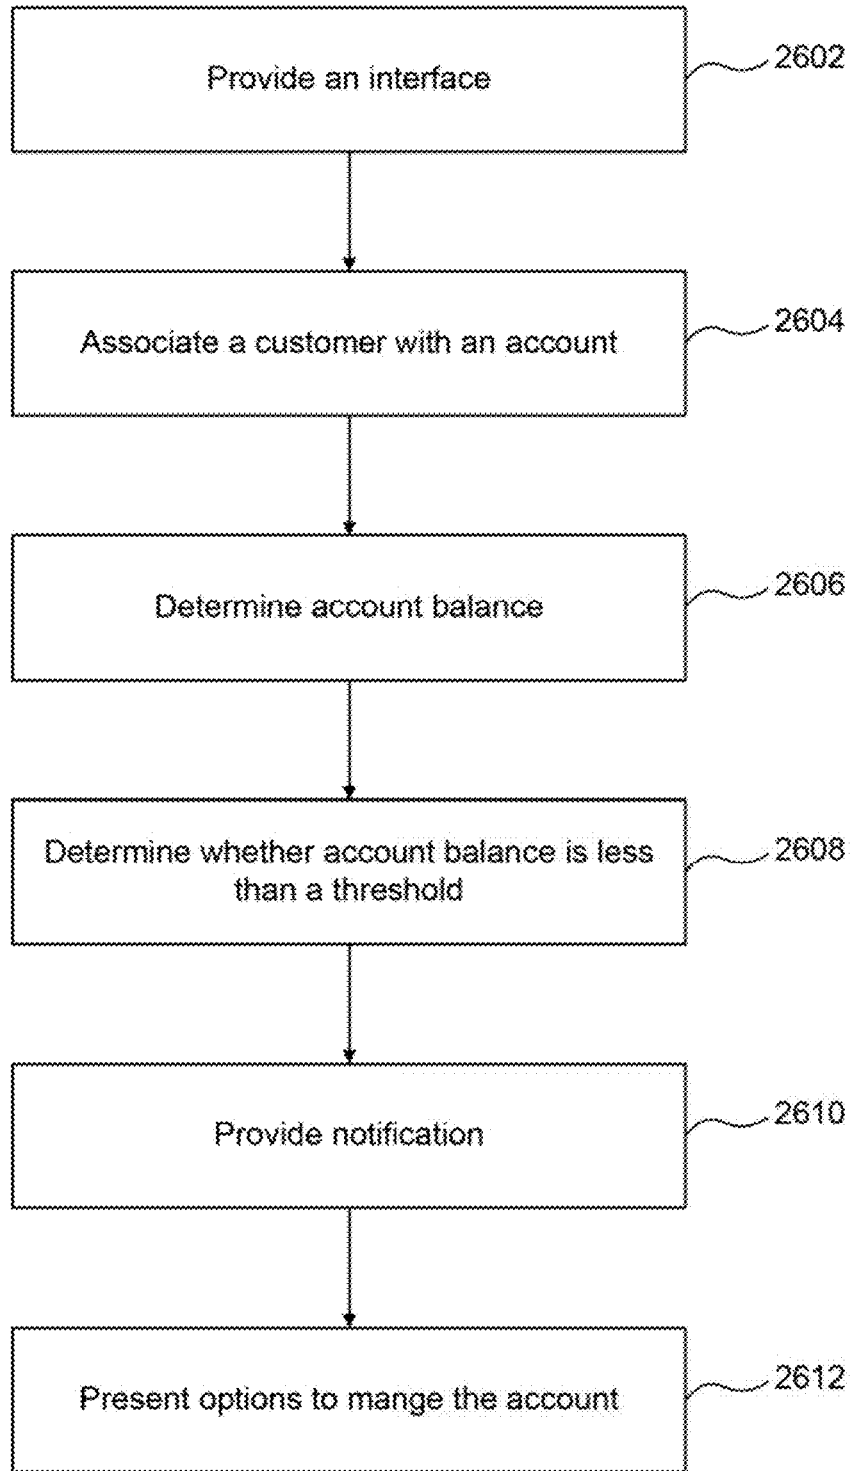 Provide an interface
2602
Associate a customer with an account
2604
Determine account balance
2606
Determine whether account balance is less
than a threshold
2608
Provide notification
2610
Present options to mange the account
2612